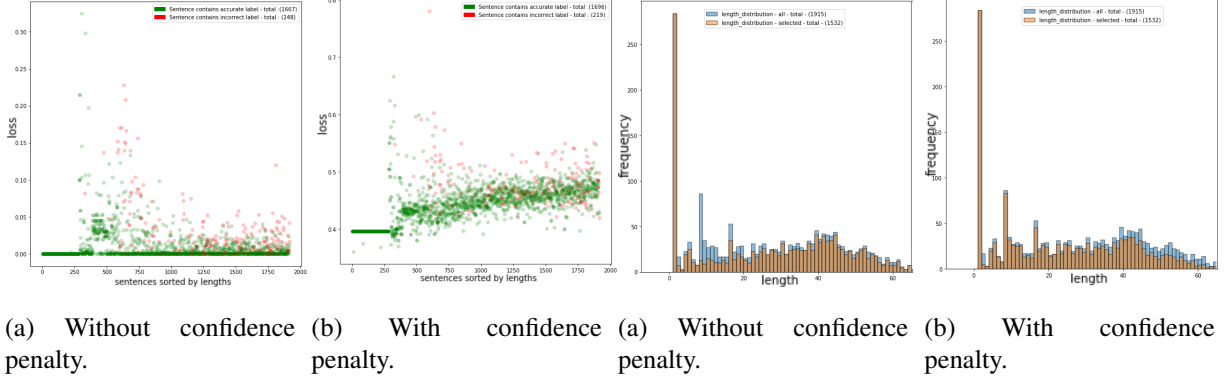 Sentence contains accurate label - total : (1667)
Sentence contains incorrect label - total : (248)
0.30
0.25
0.20
0.15
0.10
0.05
0.00
loss
0 250 500 750 1000 1250 1500 1750 2000
sentences sorted by lengths
(a) Without confidence
penalty.
Sentence contains accurate label - total : (1696)
Sentence contains incorrect label - total : (219)
0.8
0.7
0.6
0.5
0.4
loss
0 250 500 750 1000 1250 1500 1750 2000
sentences sorted by lengths
(b) With confidence
penalty.
length_distribution - all - total - (1915)
length_distribution - selected - total - (1532)
250
200
150
100
50
0
frequency
0 20 40 60
length
(a) Without confidence
penalty.
length_distribution - all - total - (1915)
length_distribution - selected - total - (1532)
250
200
150
100
50
0
frequency
0 20 40 60
length
(b) With confidence
penalty.